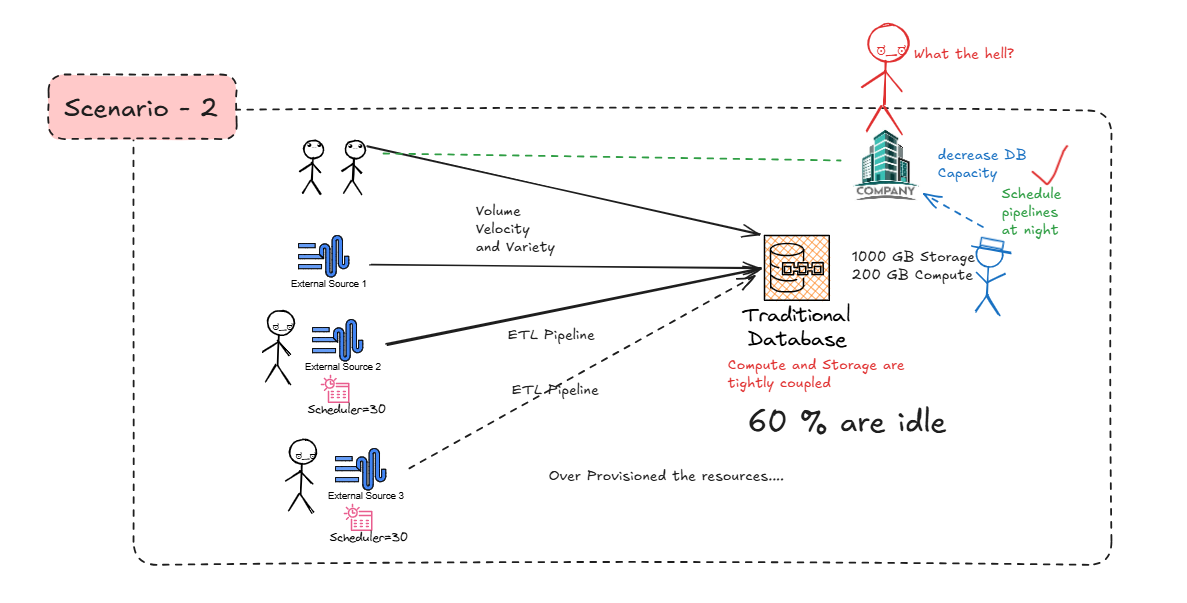 What the hell?
Scenario - 2
decrease DB
Capacity
COMPANY
Schedule
pipelines
at night
Volume
Velocity
and Variety
External Source 1
1000 GB Storage
200 GB Compute
Traditional
Database
ETL Pipeline
External Source 2
Compute and Storage are
tightly coupled
Scheduler=30
ETL Pipeline
60 % are idle
Over Provisioned the resources....
External Source 3
Scheduler=30